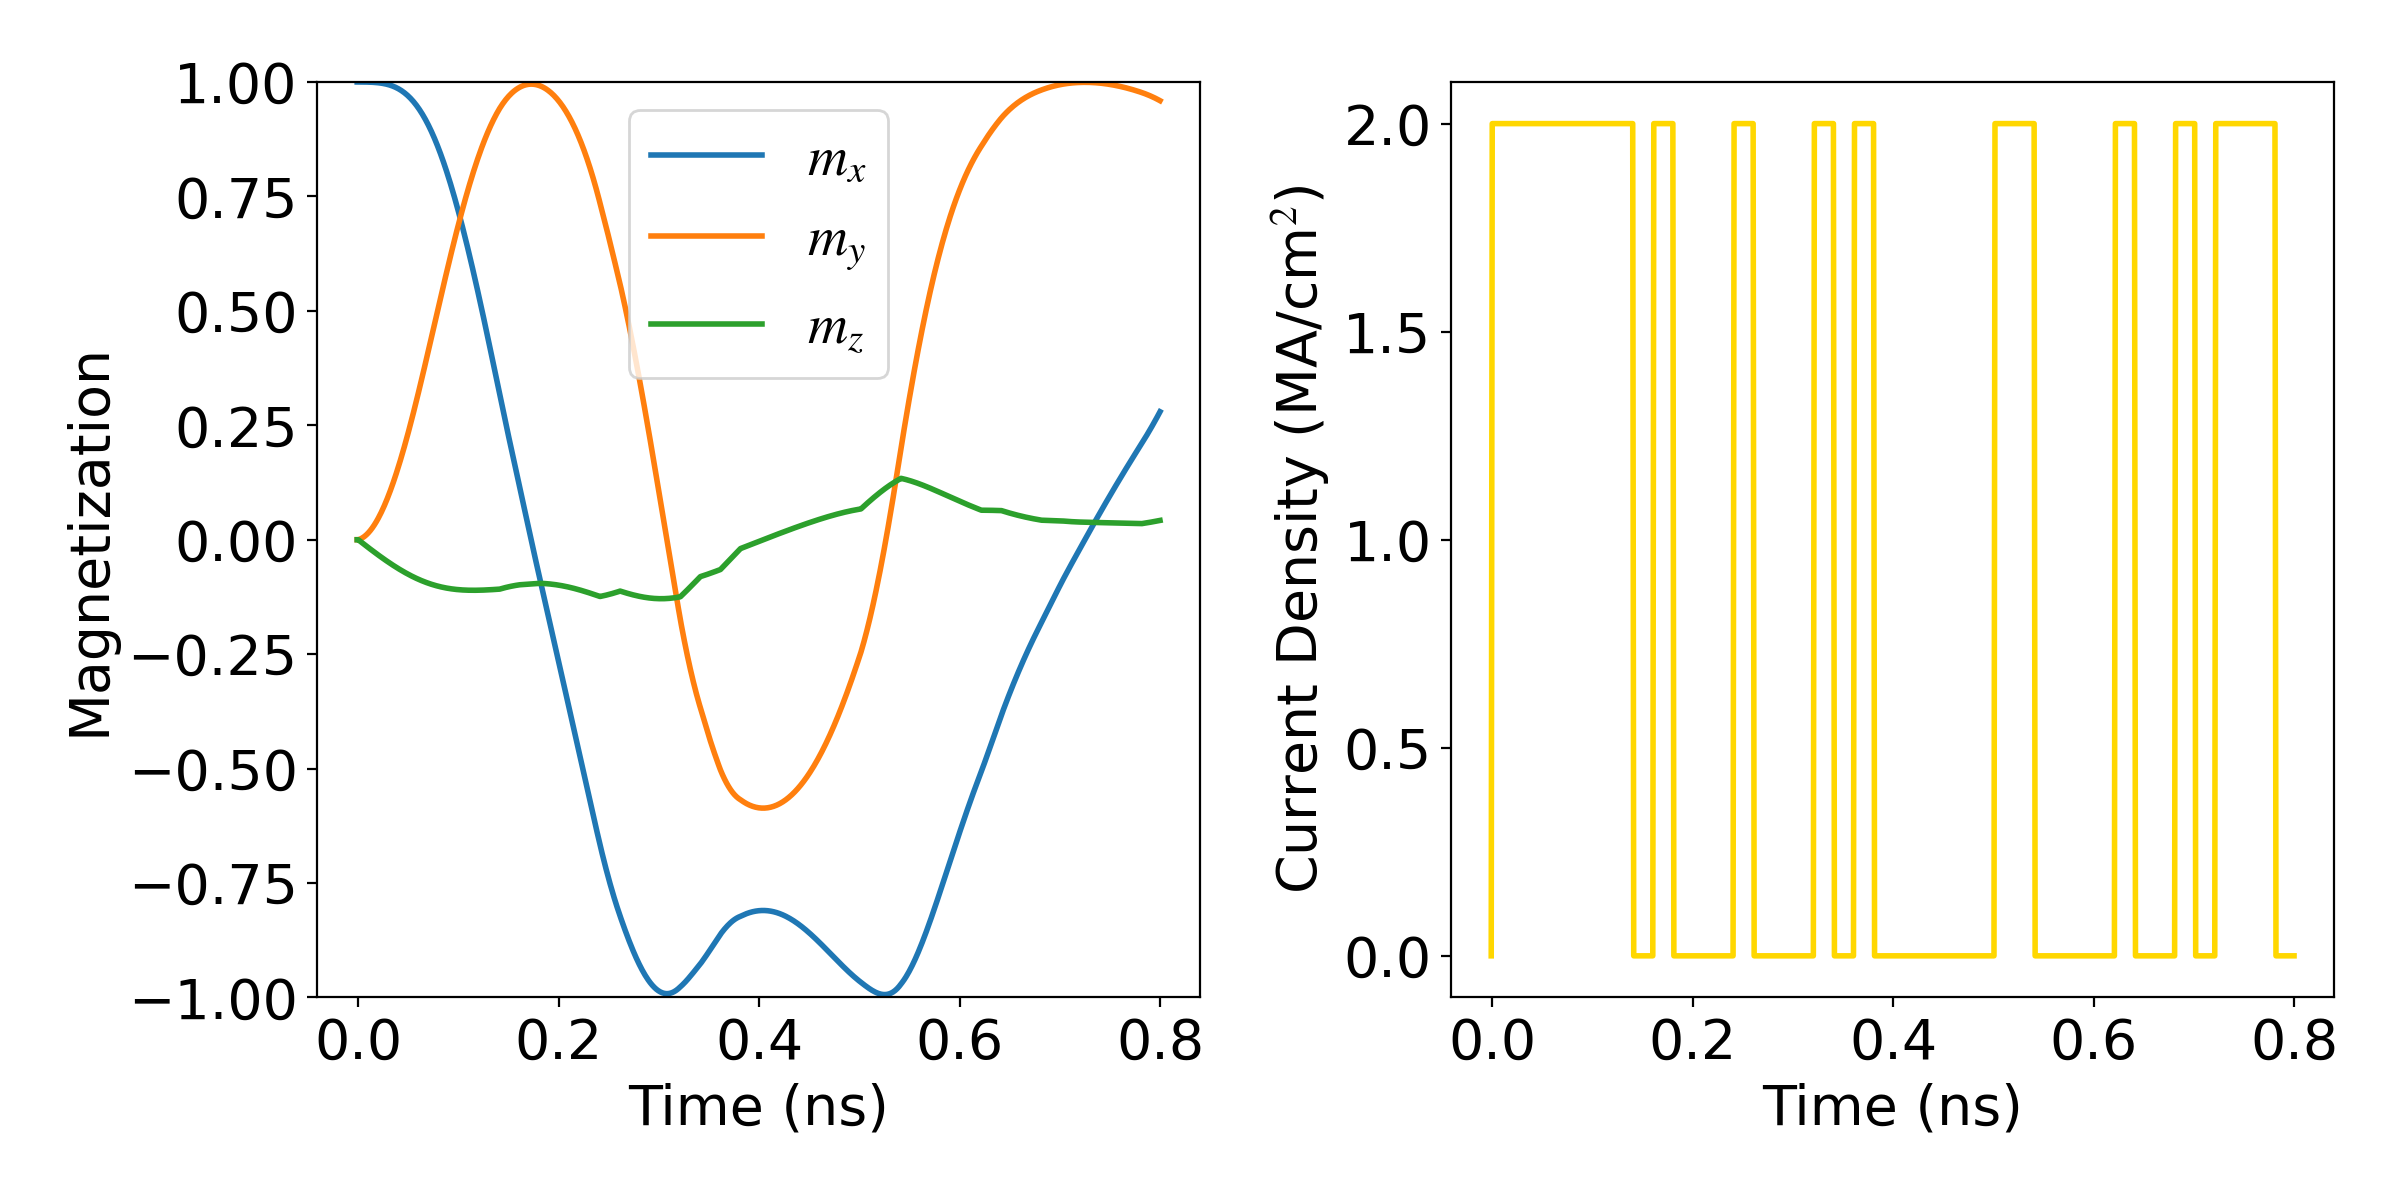 1.00
0.75
0.50
0.25
0.00
−0.25
−0.50
−0.75
−1.00
Magnetization
0.0 0.2 0.4 0.6 0.8
Time (ns)
m_x
m_y
m_z
2.0
1.5
1.0
0.5
0.0
Current Density (MA/cm²)
0.0 0.2 0.4 0.6 0.8
Time (ns)